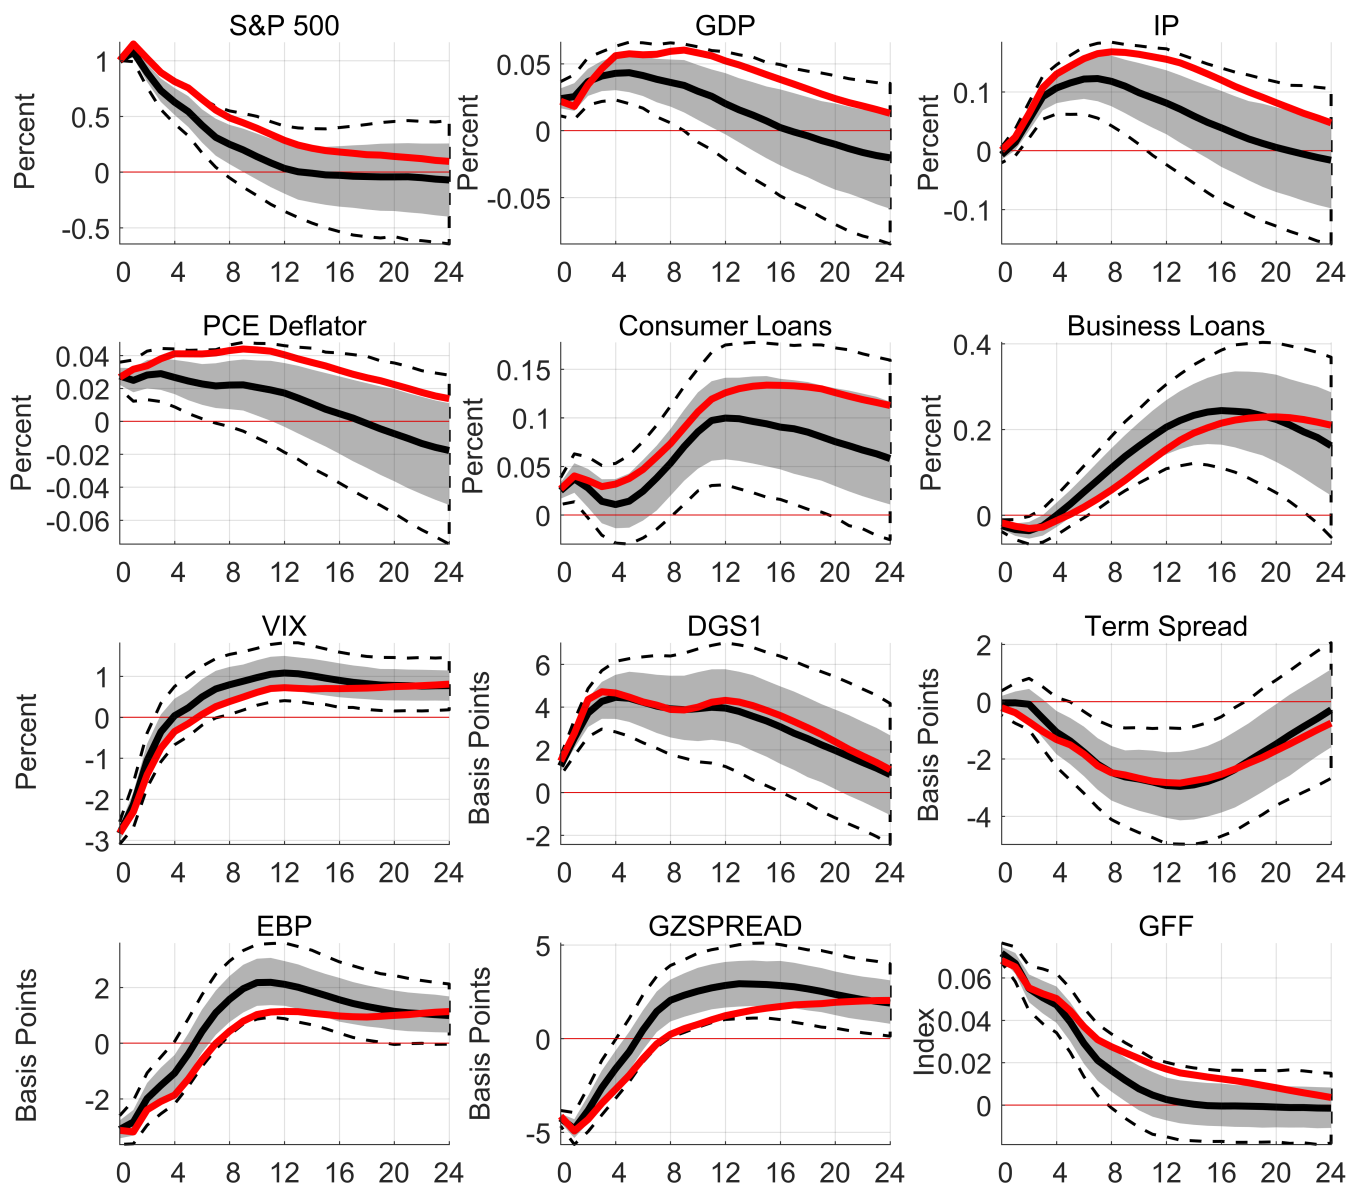 S&P 500 GDP IP
Percent 1 0.5 0 -0.5
Percent 0.05 0 -0.05
Percent 0.1 0 -0.1
0 4 8 12 16 20 24 0 4 8 12 16 20 24 0 4 8 12 16 20 24
PCE Deflator Consumer Loans Business Loans
Percent 0.04 0.02 0 -0.02 -0.04 -0.06
Percent 0.15 0.1 0.05 0
Percent 0.4 0.2 0
0 4 8 12 16 20 24 0 4 8 12 16 20 24 0 4 8 12 16 20 24
VIX DGS1 Term Spread
Percent 1 0 -1 -2 -3
Basis Points 6 4 2 0 -2
Basis Points 2 0 -2 -4
0 4 8 12 16 20 24 0 4 8 12 16 20 24 0 4 8 12 16 20 24
EBP GZSPREAD GFF
Basis Points 2 0 -2
Basis Points 5 0 -5
Index 0.06 0.04 0.02 0
0 4 8 12 16 20 24 0 4 8 12 16 20 24 0 4 8 12 16 20 24